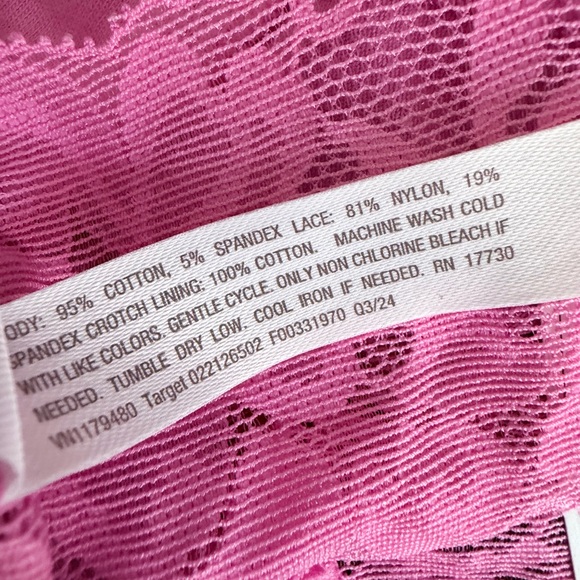 ODY: 95% COTTON, 5% SPANDEX LACE: 81% NYLON, 19%
SPANDEX CROTCH LINING: 100% COTTON. MACHINE WASH COLD
WITH LIKE COLORS. GENTLE CYCLE. ONLY NON CHLORINE BLEACH IF
NEEDED. TUMBLE DRY LOW. COOL IRON IF NEEDED. RN 17730
VN1179480 Target 022126502 F00331970 Q3/24